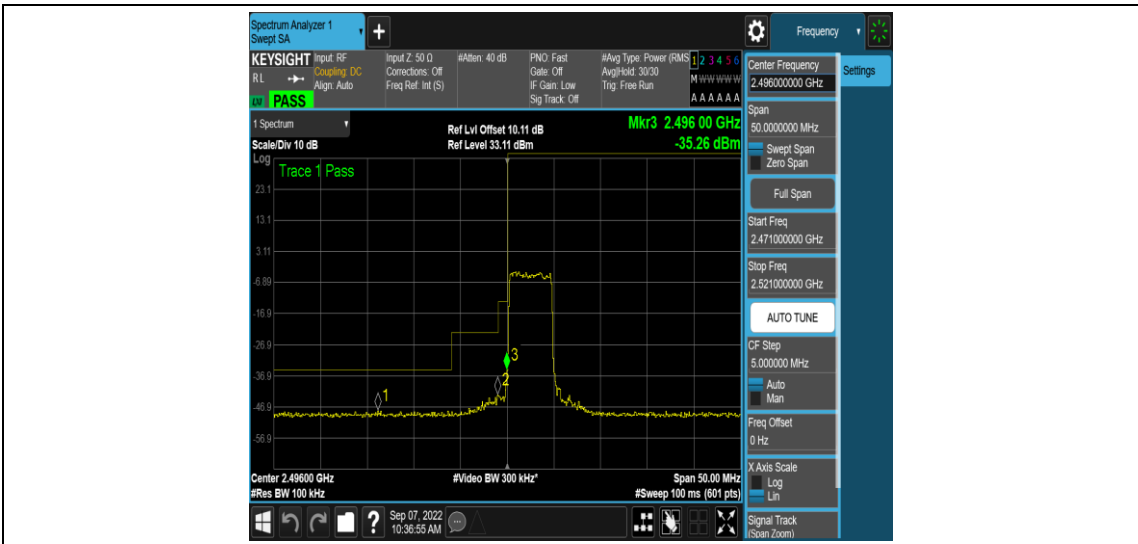 Spectrum Analyzer 1
Swept SA
+
Frequency
KEYSIGHT
RL
PASS
Input: RF
Coupling: DC
Align: Auto
Input Z: 50 Ω
Corrections: Off
Freq Ref: Int (S)
#Atten: 40 dB
PNO: Fast
Gate: Off
IF Gain: Low
Sig Track: Off
#Avg Type: Power (RMS
Avg|Hold: 30/30
Trig: Free Run
1 2 3 4 5 6
M W W W W W
A A A A A A
1 Spectrum
Scale/Div 10 dB
Ref Lvl Offset 10.11 dB
Ref Level 33.11 dBm
Mkr3 2.496 00 GHz
-35.26 dBm
Log
Trace 1 Pass
23.1
13.1
3.11
-6.89
-16.9
-26.9
-36.9
-46.9
-56.9
1
2
3
Center 2.49600 GHz
#Res BW 100 kHz
#Video BW 300 kHz*
Span 50.00 MHz
#Sweep 100 ms (601 pts)
?
Sep 07, 2022
10:36:55 AM
Center Frequency
2.496000000 GHz
Settings
Span
50.0000000 MHz
Swept Span
Zero Span
Full Span
Start Freq
2.471000000 GHz
Stop Freq
2.521000000 GHz
AUTO TUNE
CF Step
5.000000 MHz
Auto
Man
Freq Offset
0 Hz
X Axis Scale
Log
Lin
Signal Track
(Span Zoom)